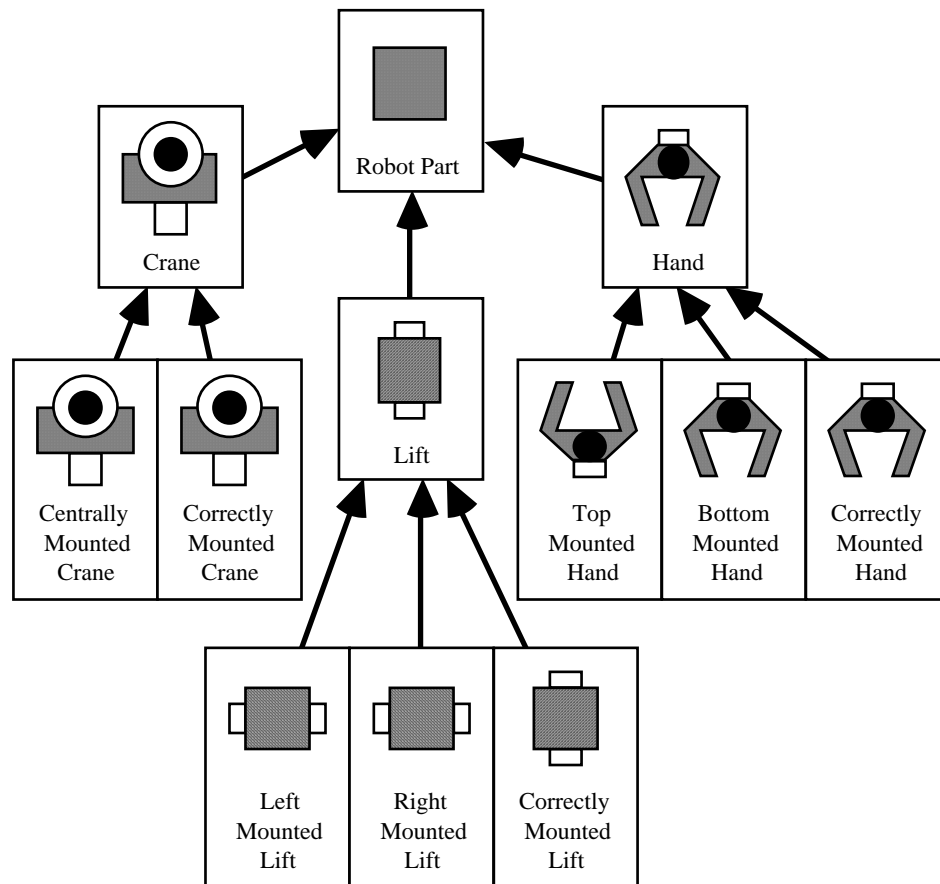 Robot Part
Crane
Hand
Lift
Centrally
Mounted
Crane
Correctly
Mounted
Crane
Top
Mounted
Hand
Bottom
Mounted
Hand
Correctly
Mounted
Hand
Left
Mounted
Lift
Right
Mounted
Lift
Correctly
Mounted
Lift